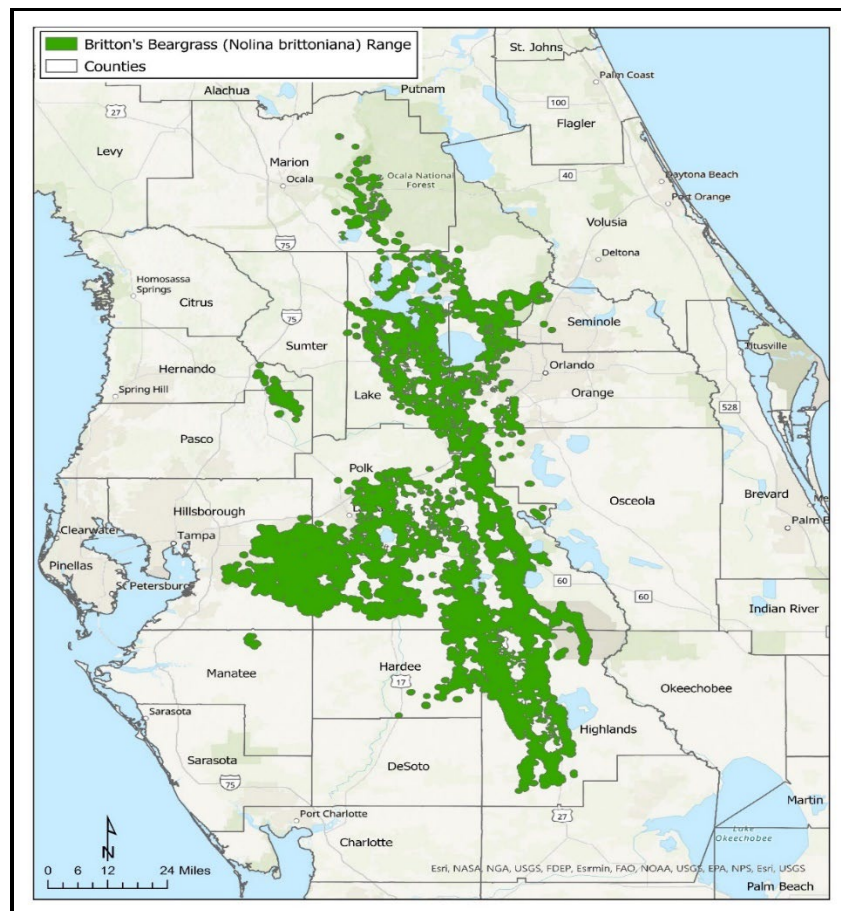 Britton's Beargrass (Nolina brittoniana) Range
Counties
St. Johns
Palm Coast
Putnam
Alachua
27
100
Flagler
Levy
Marion
Ocala National
Forest
Ocala
40
Daytona Beach
Port Orange
Volusia
75
Deltona
Homosassa
Springs
Citrus
75
Seminole
Sumter
Titusville
Hernando
Orlando
Spring Hill
Lake
Orange
528
Pasco
Polk
Osceola
Brevard
Hillsborough
Clearwater
Tampa
Palm B
Pinellas
St Petersburg
60
60
Indian River
Manatee
Hardee
17
Okeechobee
Sarasota
Highlands
Sarasota
DeSoto
75
Martin
Port Charlotte
27
Lake
Okeechobee
Charlotte
N
Esri, NASA, NGA, USGS, FDEP, Esrmin, FAO, NOAA, USGS, EPA, NPS, Esri, USGS
0 6 12 24 Miles
Palm Beach